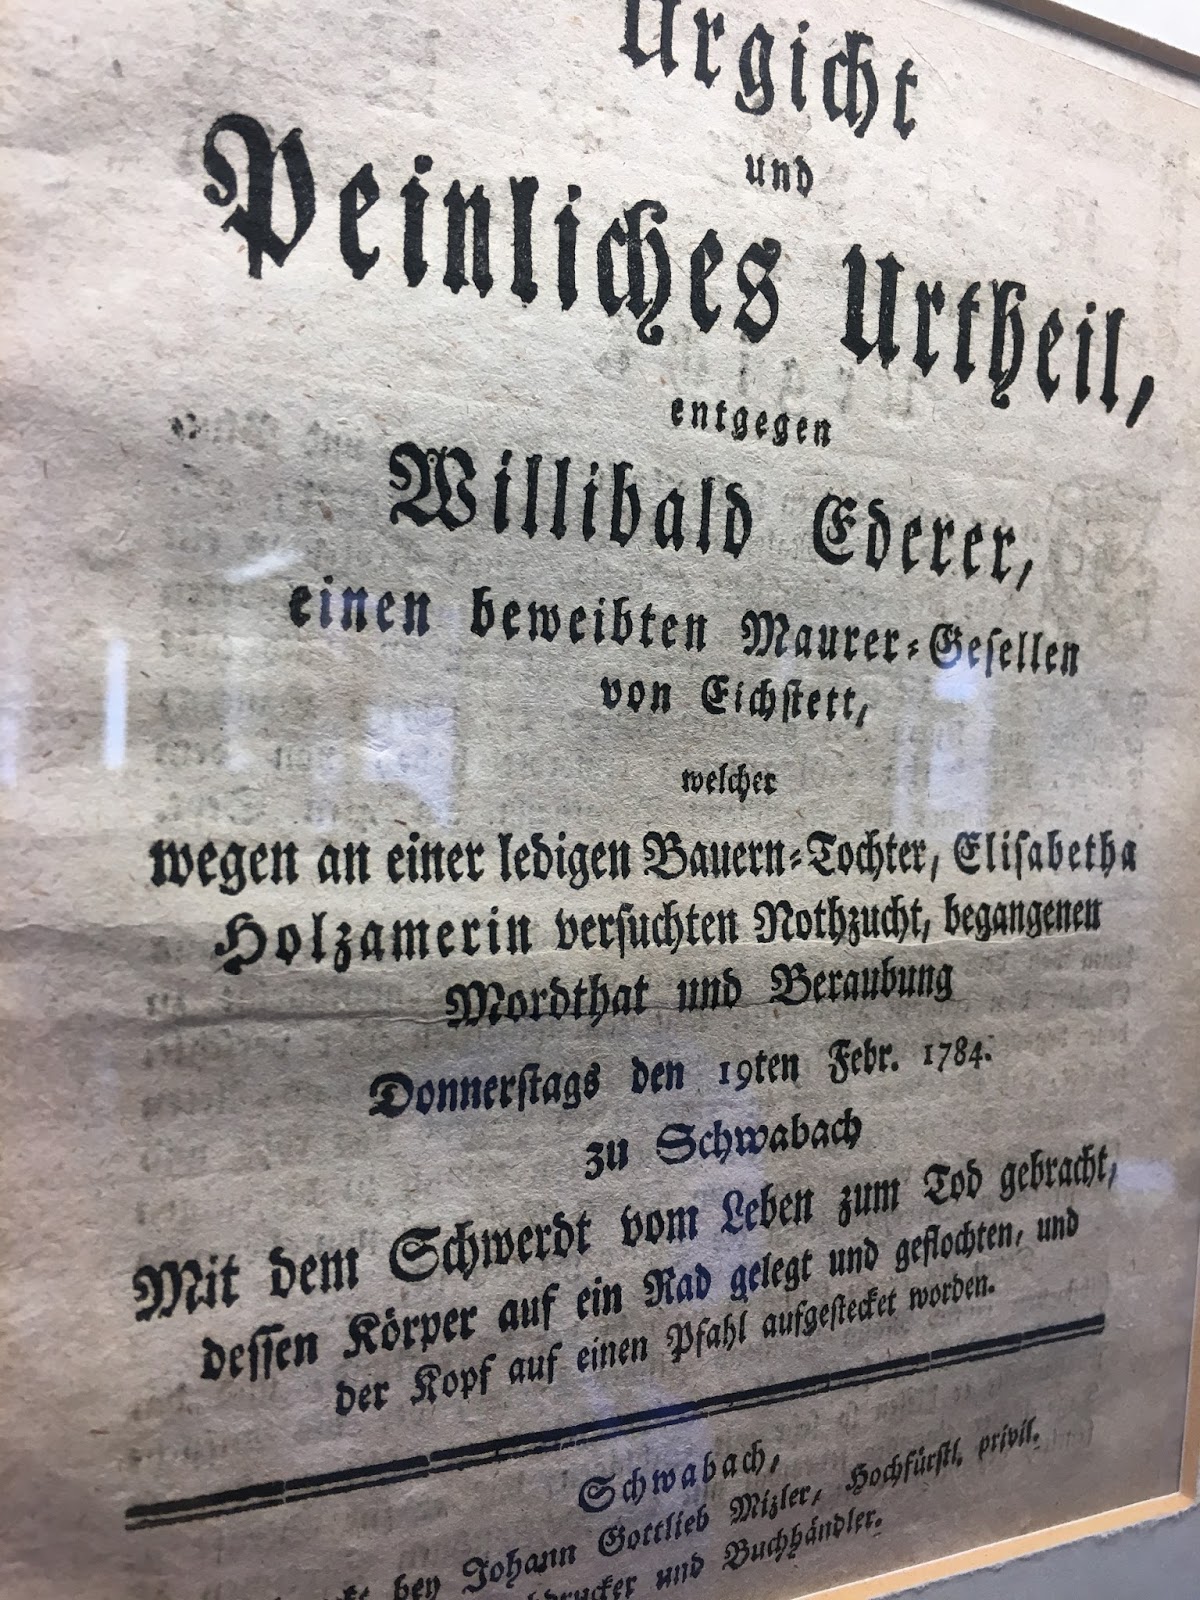 Urgicht
und
Peinliches Urtheil,
entgegen
Willibald Ederer,
einen beweibten Maurer-Gesellen
von Eichstett,
welcher
wegen an einer ledigen Bauern-Tochter, Elisabetha
Holzamerin versuchten Nothzucht, begangenen
Mordthat und Beraubung
Donnerstags den 19ten Febr. 1784.
zu Schwabach
Mit dem Schwerdt vom Leben zum Tod gebracht,
dessen Körper auf ein Rad gelegt und geflochten, und
der Kopf auf einen Pfahl aufgestecket worden.
Schwabach,
bey Johann Gottlieb Mizler, Hochfürstl. privil.
und Buchhändler.